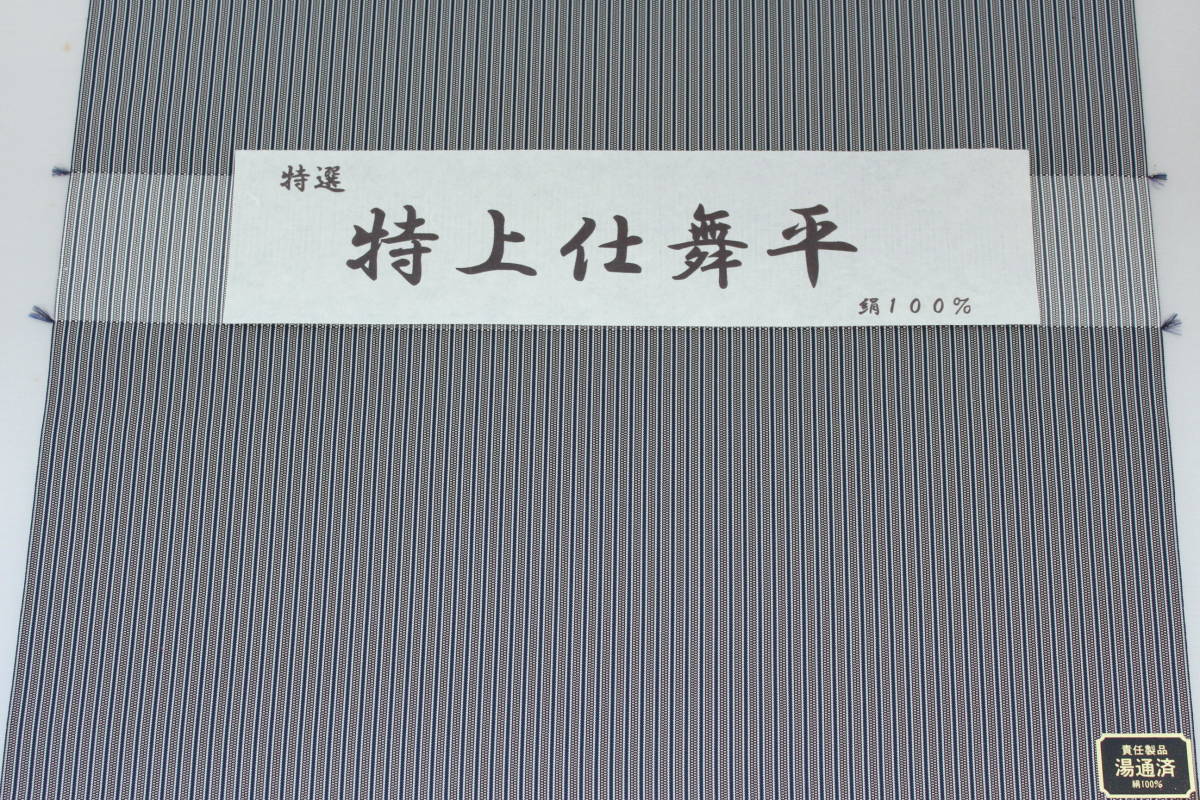 特選
特上仕舞平
絹100%
責任製品
湯通済
絹100%